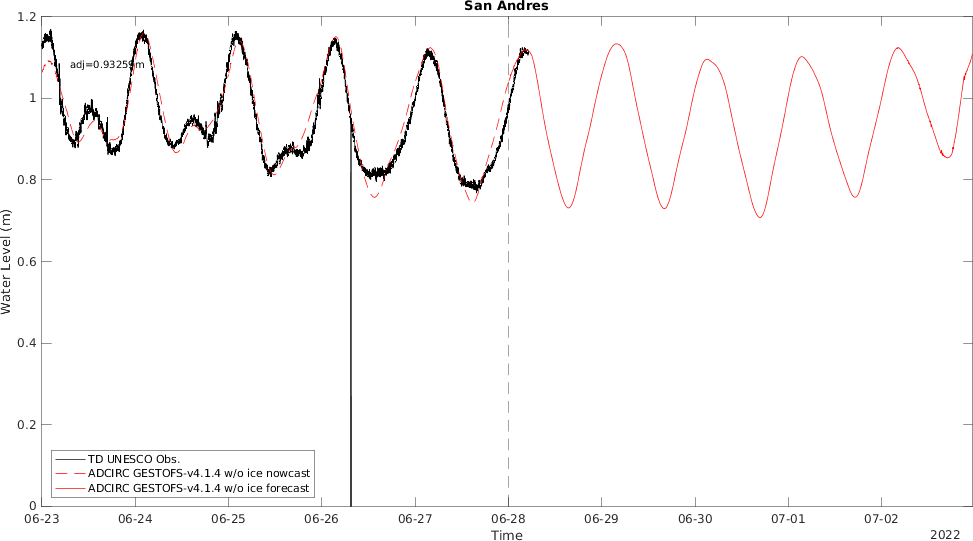 San Andres
1.2
adj=0.93259m
1
0.8
0.6
0.4
0.2
0
Water Level (m)
TD UNESCO Obs.
ADCIRC GESTOFS-v4.1.4 w/o ice nowcast
ADCIRC GESTOFS-v4.1.4 w/o ice forecast
06-23 06-24 06-25 06-26 06-27 06-28 06-29 06-30 07-01 07-02
Time
2022